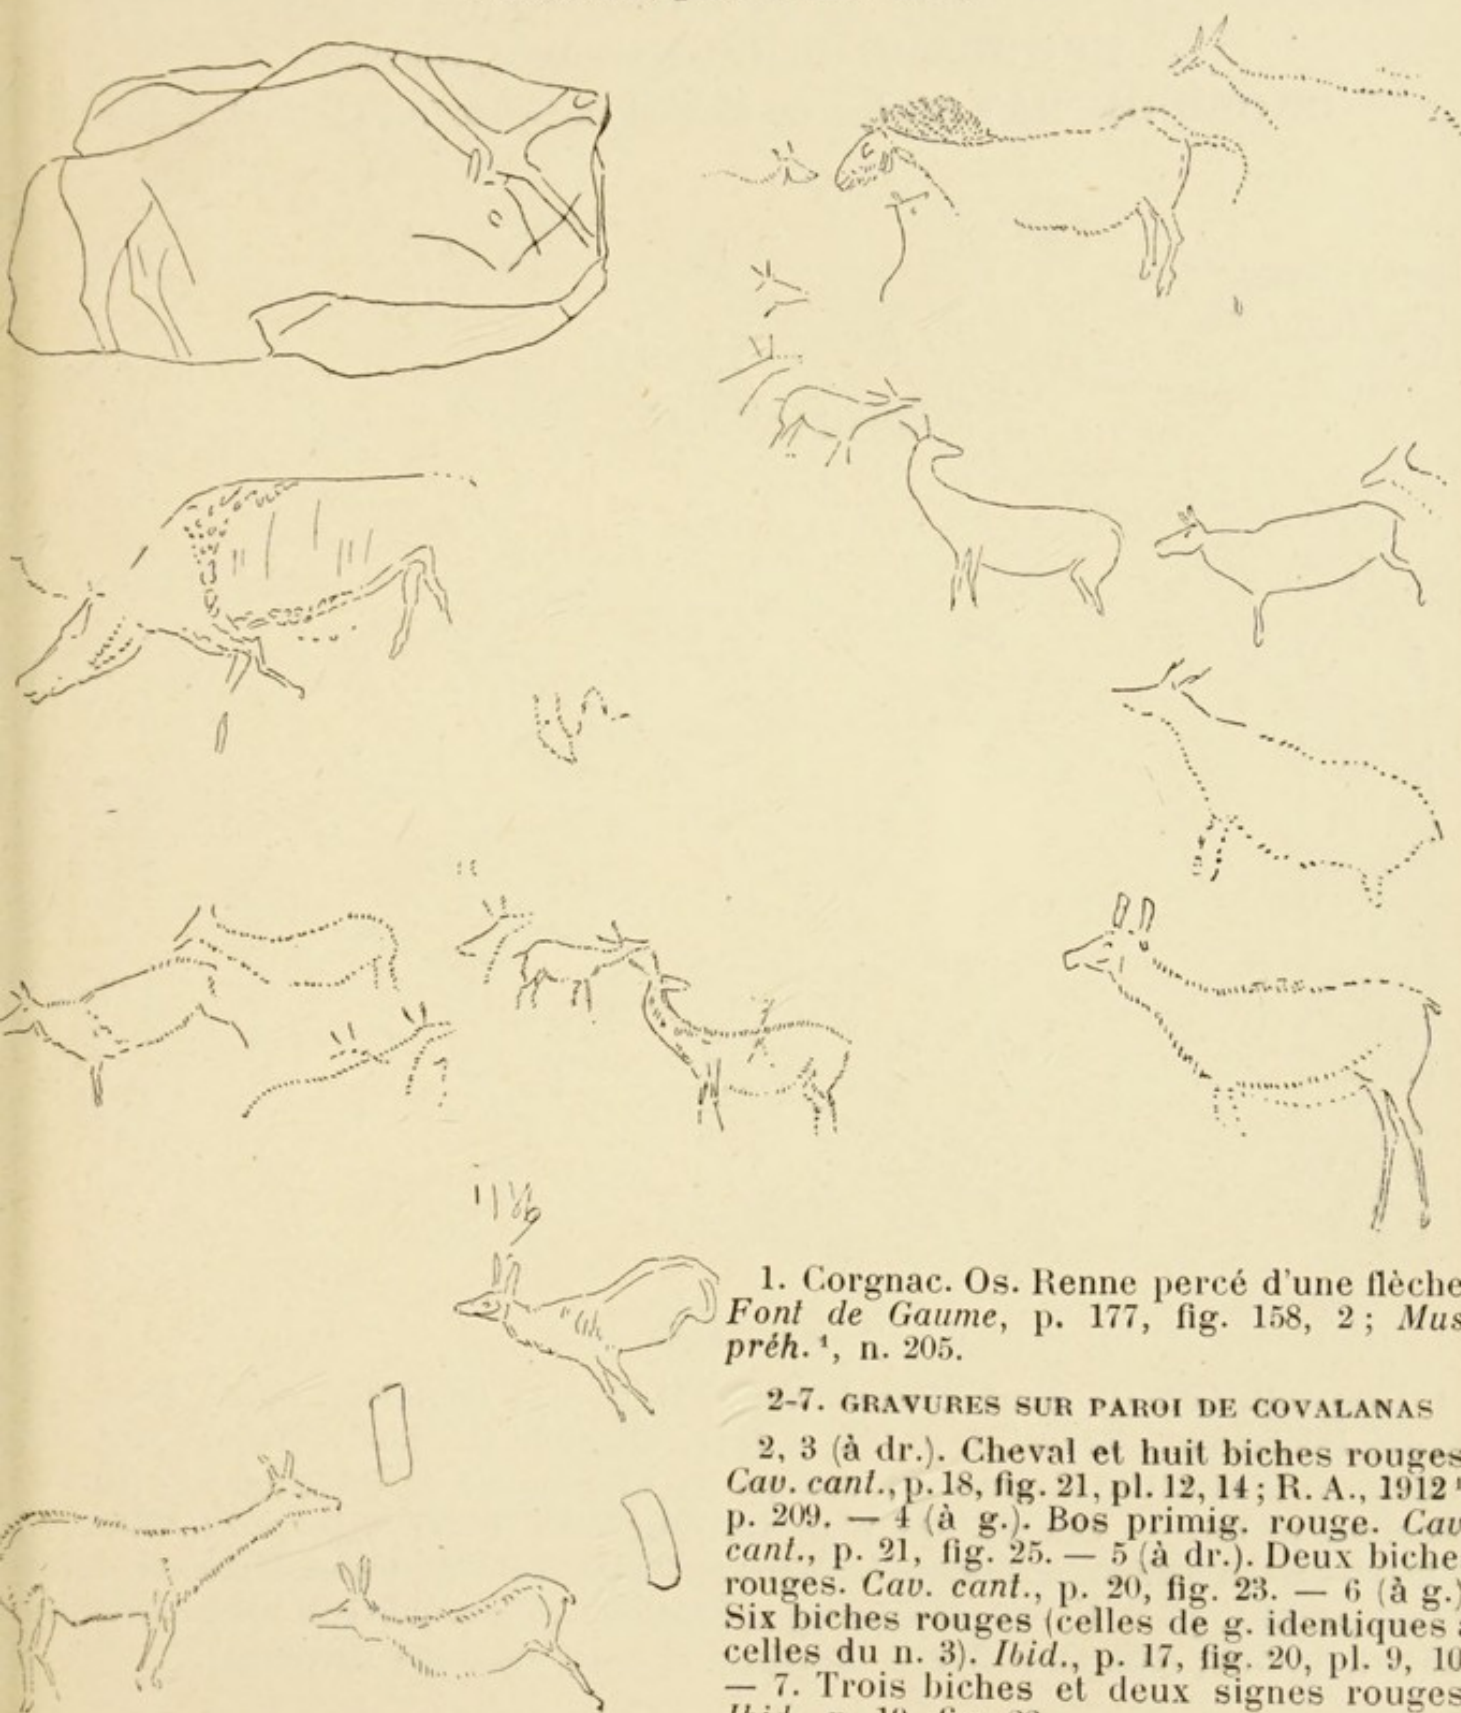 1. Corgnac. Os. Renne percé d'une flèche
Font de Gaume, p. 177, fig. 158, 2 ; Mus
préh. ¹, n. 205.
2-7. GRAVURES SUR PAROI DE COVALANAS
2, 3 (à dr.). Cheval et huit biches rouges
Cav. cant., p. 18, fig. 21, pl. 12, 14 ; R. A., 1912
p. 209. — 4 (à g.). Bos primig. rouge. Cav
cant., p. 21, fig. 25. — 5 (à dr.). Deux biche
rouges. Cav. cant., p. 20, fig. 23. — 6 (à g.)
Six biches rouges (celles de g. identiques
celles du n. 3). Ibid., p. 17, fig. 20, pl. 9, 10
— 7. Trois biches et deux signes rouges